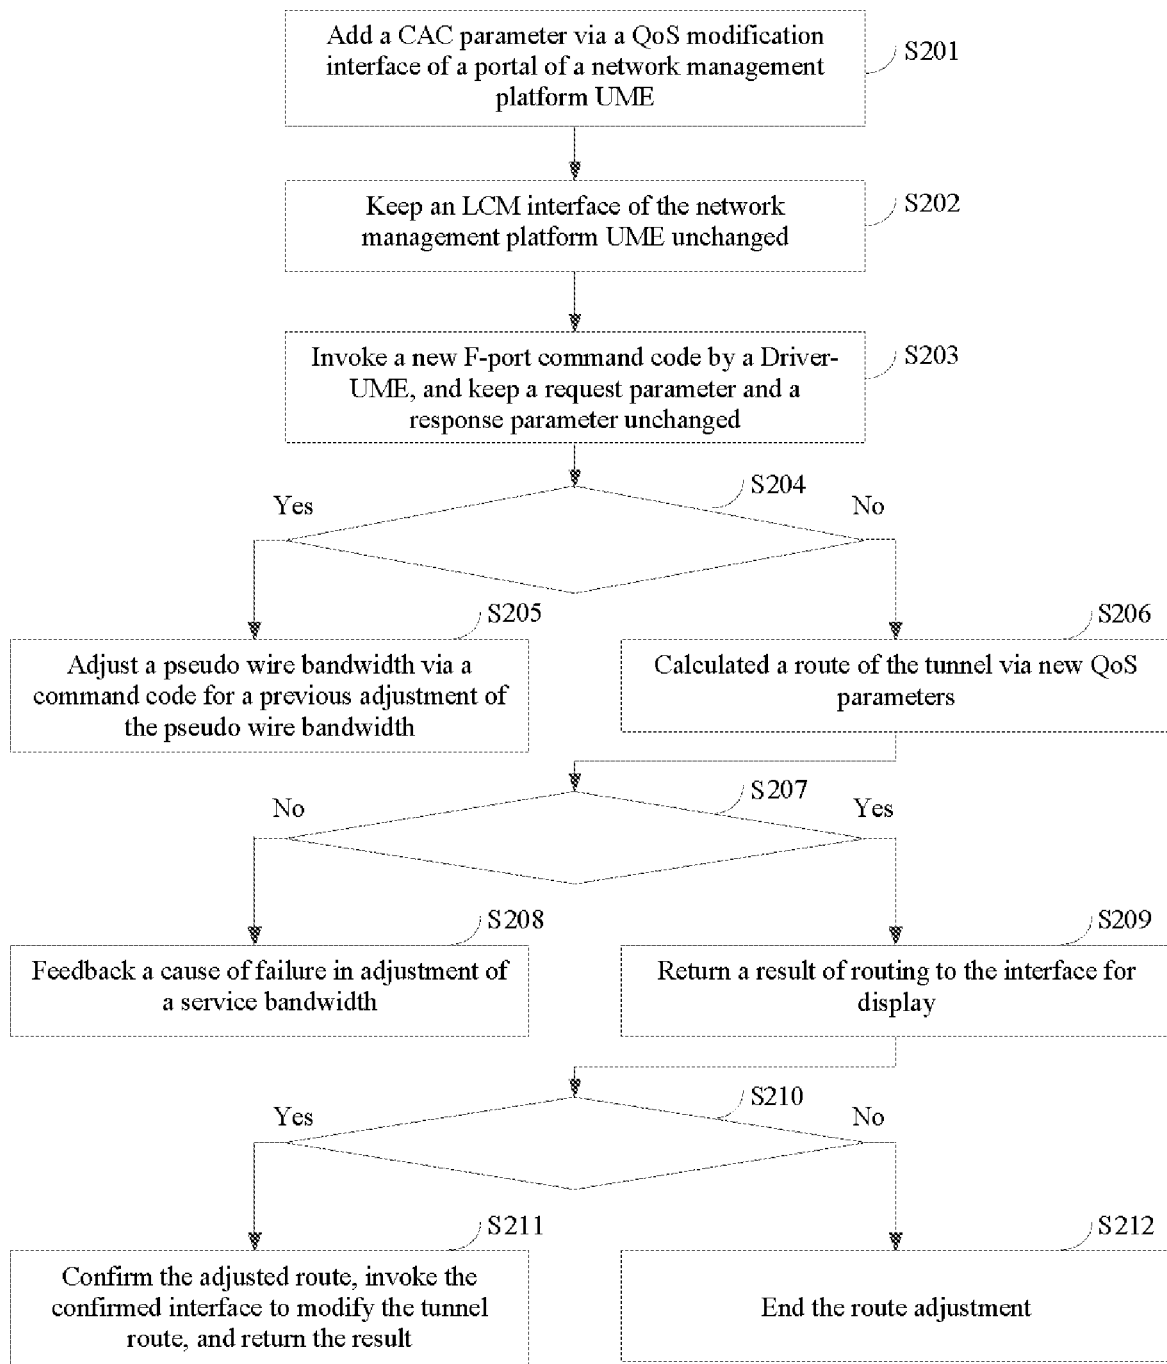 Add a CAC parameter via a QoS modification
interface of a portal of a network management
platform UME
S201
Keep an LCM interface of the network
management platform UME unchanged
S202
Invoke a new F-port command code by a Driver-
UME, and keep a request parameter and a
response parameter unchanged
S203
S204
Yes
No
S205
Adjust a pseudo wire bandwidth via a
command code for a previous adjustment of
the pseudo wire bandwidth
S206
Calculated a route of the tunnel via new QoS
parameters
S207
No
Yes
S208
Feedback a cause of failure in adjustment of
a service bandwidth
S209
Return a result of routing to the interface for
display
S210
Yes
No
S211
Confirm the adjusted route, invoke the
confirmed interface to modify the tunnel
route, and return the result
S212
End the route adjustment